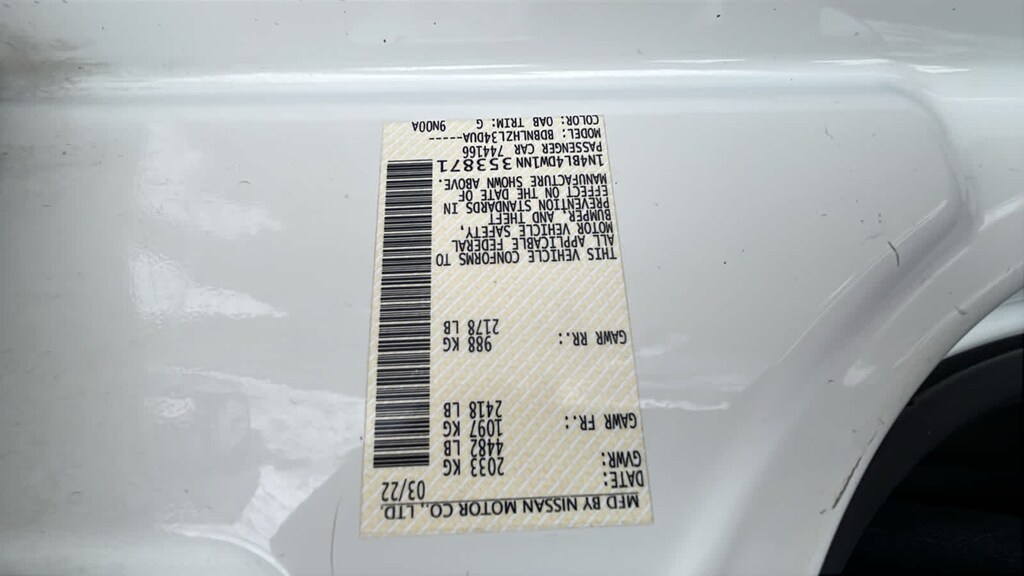 MFD BY NISSAN MOTOR CO., LTD.
DATE: 03/22
GVWR: 2033 KG
4482 LB
GAWR FR.: 1097 KG
2418 LB
GAWR RR.: 988 KG
2178 LB
THIS VEHICLE CONFORMS TO
ALL APPLICABLE FEDERAL
MOTOR VEHICLE SAFETY,
BUMPER, AND THEFT
PREVENTION STANDARDS IN
EFFECT ON THE DATE OF
MANUFACTURE SHOWN ABOVE.
1N4BL4DW1NN353871
PASSENGER CAR 744166
MODEL: BDBNLHZL34DUA-----
COLOR: QAB TRIM: G 9N00A